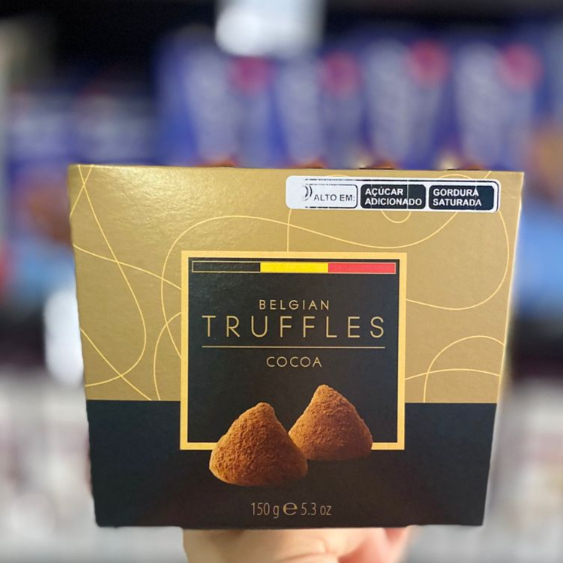 ALTO EM:
AÇÚCAR ADICIONADO
GORDURA SATURADA
BELGIAN
TRUFFLES
COCOA
150 g ℮ 5.3 oz